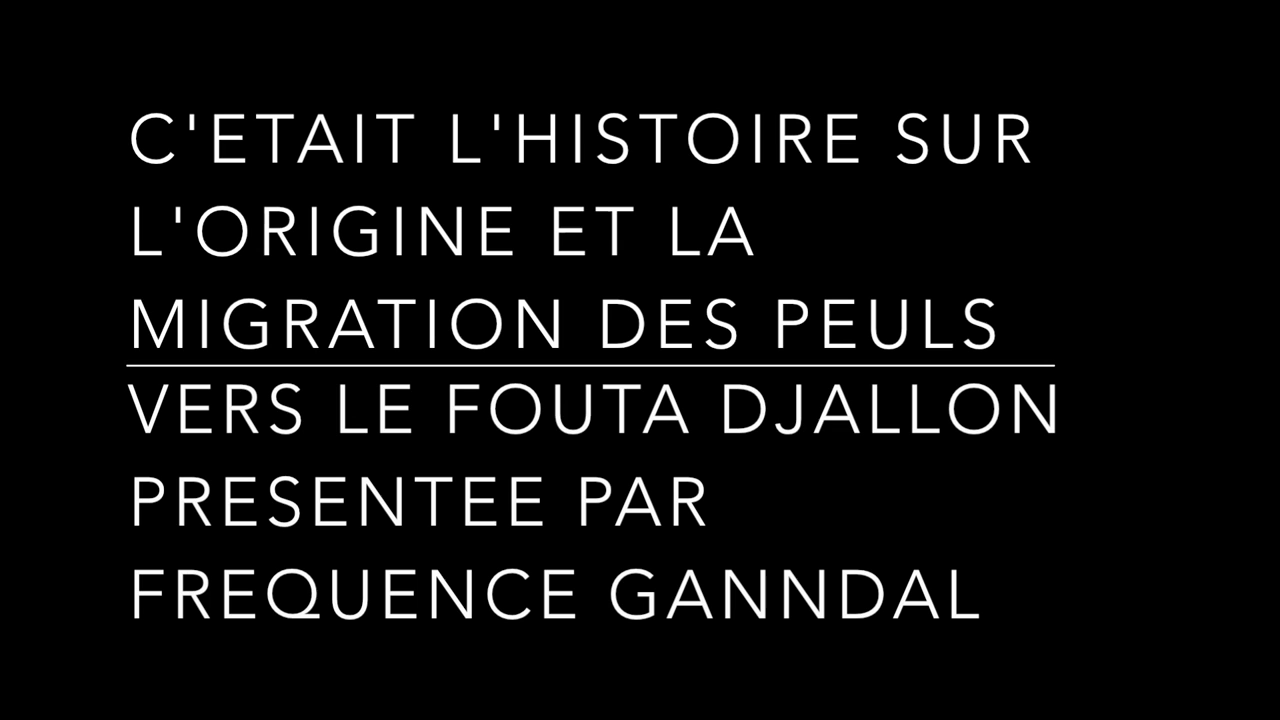 C'ETAIT L'HISTOIRE SUR
L'ORIGINE ET LA
MIGRATION DES PEULS
VERS LE FOUTA DJALLON
PRESENTEE PAR
FREQUENCE GANNDAL